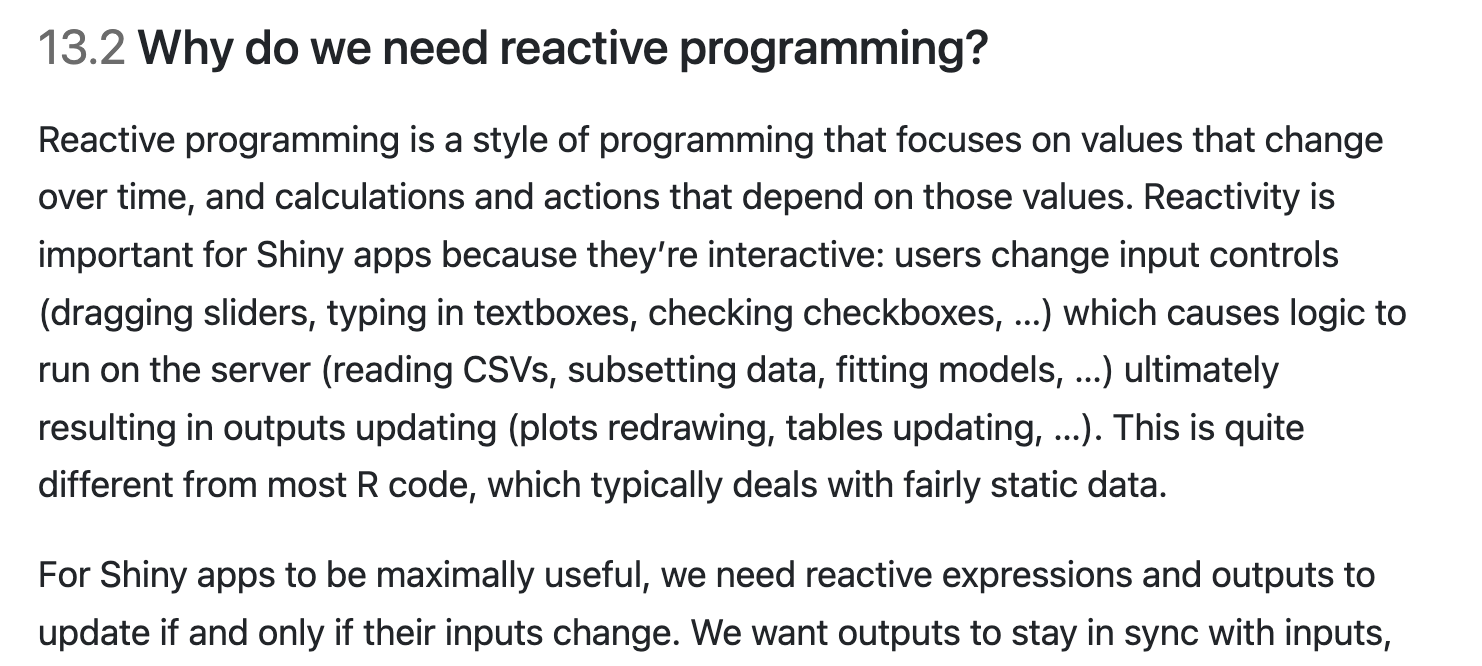 13.2 Why do we need reactive programming?
Reactive programming is a style of programming that focuses on values that change
over time, and calculations and actions that depend on those values. Reactivity is
important for Shiny apps because they’re interactive: users change input controls
(dragging sliders, typing in textboxes, checking checkboxes, …) which causes logic to
run on the server (reading CSVs, subsetting data, fitting models, …) ultimately
resulting in outputs updating (plots redrawing, tables updating, …). This is quite
different from most R code, which typically deals with fairly static data.
For Shiny apps to be maximally useful, we need reactive expressions and outputs to
update if and only if their inputs change. We want outputs to stay in sync with inputs,